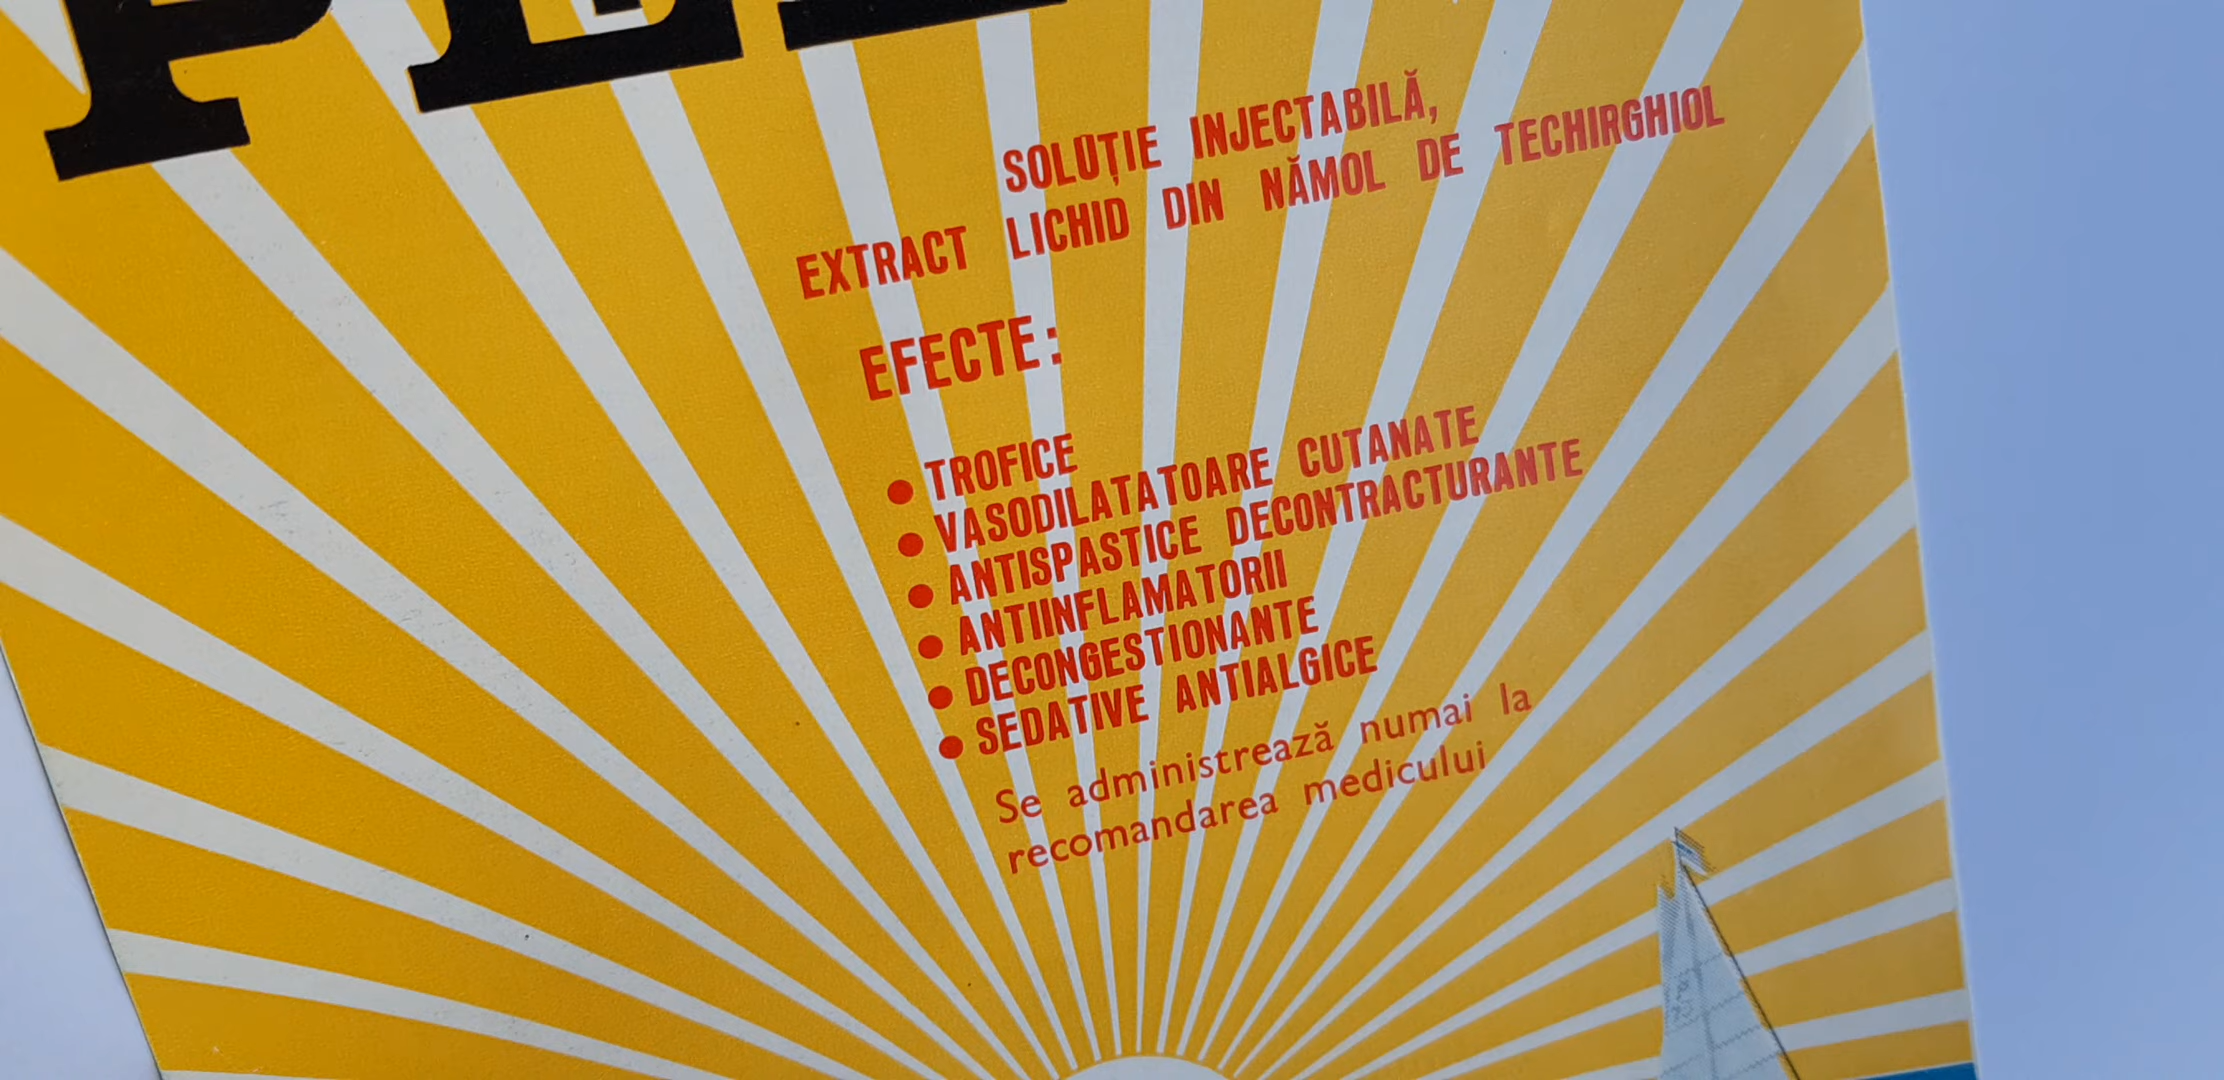 SOLUȚIE INJECTABILĂ,
EXTRACT LICHID DIN NĂMOL DE TECHIRGHIOL
EFECTE:
● TROFICE
● VASODILATATOARE CUTANATE
● ANTISPASTICE DECONTRACTURANTE
● ANTIINFLAMATORII
● DECONGESTIONANTE
● SEDATIVE ANTIALGICE
Se administrează numai la
recomandarea medicului